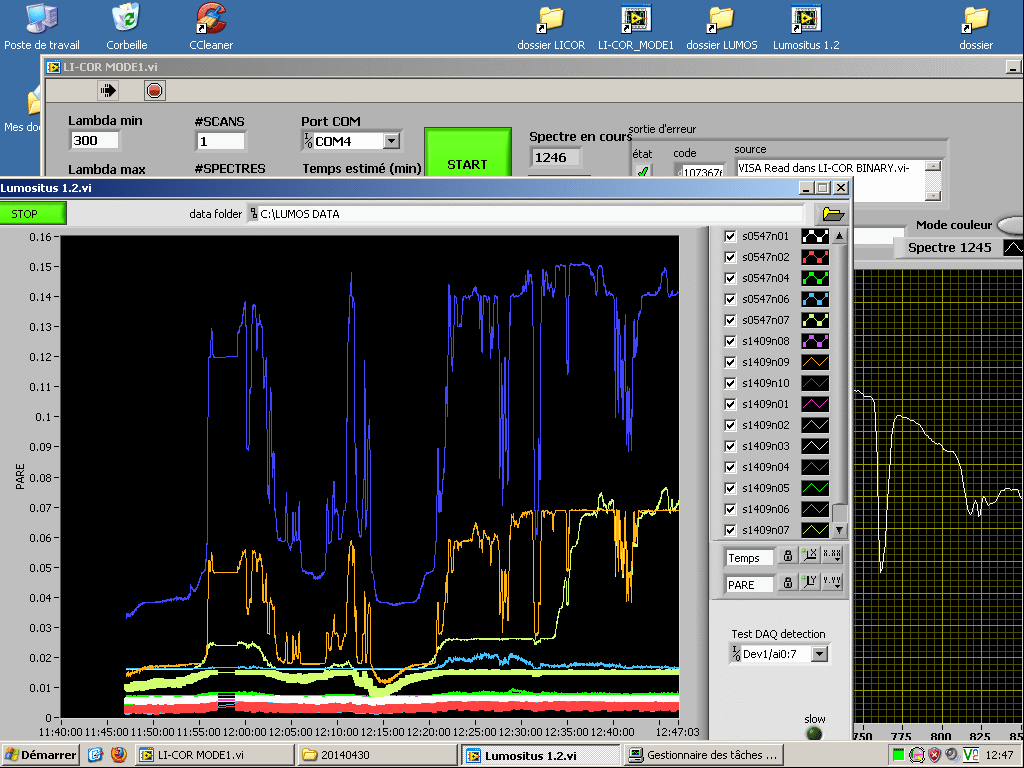 Poste de travail
Corbeille
CCleaner
dossier LICOR
LI-COR_MODE1
dossier LUMOS
Lumositus 1.2
dossier
LI-COR MODE1.vi
Mes do
Lambda min
#SCANS
Port COM
300
1
COM4
START
Spectre en cours
1246
sortie d'erreur
état
code
source
107367
VISA Read dans LI-COR BINARY.vi-
Lambda max
#SPECTRES
Temps estimé (min)
Lumositus 1.2.vi
STOP
data folder
C:\LUMOS DATA
Mode couleur
Spectre 1245
0.16
0.15
0.14
0.13
0.12
0.11
0.1
0.09
0.08
0.07
0.06
0.05
0.04
0.03
0.02
0.01
0
PARE
11:40:00
11:45:00
11:50:00
11:55:00
12:00:00
12:05:00
12:10:00
12:15:00
12:20:00
12:25:00
12:30:00
12:35:00
12:40:00
12:47:03
s0547n01
s0547n02
s0547n04
s0547n06
s0547n07
s1409n08
s1409n09
s1409n10
s1409n01
s1409n02
s1409n03
s1409n04
s1409n05
s1409n06
s1409n07
Temps
PARE
Test DAQ detection
Dev1/ai0:7
slow
750
775
800
825
85
Démarrer
LI-COR MODE1.vi
20140430
Lumositus 1.2.vi
Gestionnaire des tâches ...
12:47